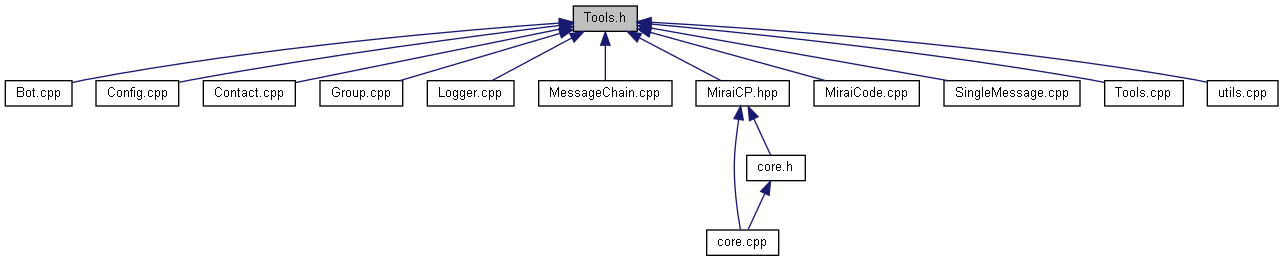 Tools.h
Bot.cpp
Config.cpp
Contact.cpp
Group.cpp
Logger.cpp
MessageChain.cpp
MiraiCP.hpp
MiraiCode.cpp
SingleMessage.cpp
Tools.cpp
utils.cpp
core.h
core.cpp